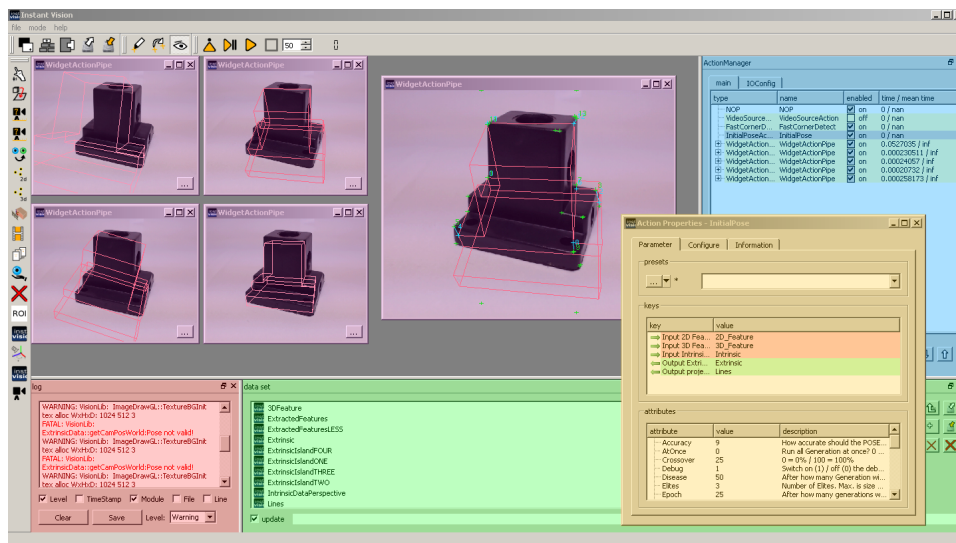 Instant Vision
file mode help
50
WidgetActionPipe
WidgetActionPipe
WidgetActionPipe
WidgetActionPipe
WidgetActionPipe
...
...
...
...
2d
3d
ROI
ActionManager
main IOConfig
type name enabled time / mean time
NOP NOP on 0 / nan
VideoSource... VideoSourceAction off 0 / nan
FastCornerD... FastCornerDetect on 0 / nan
InitialPoseAc... InitialPose on 0 / nan
WidgetAction... WidgetActionPipe on 0.0527035 / inf
WidgetAction... WidgetActionPipe on 0.000230511 / inf
WidgetAction... WidgetActionPipe on 0.00024057 / inf
WidgetAction... WidgetActionPipe on 0.00020732 / inf
WidgetAction... WidgetActionPipe on 0.000258173 / inf
Action Properties - InitialPose
Parameter Configure Information
presets
... *
keys
key value
Input 2D Fea... 2D_Feature
Input 3D Fea... 3D_Feature
Input Intrinsi... Intrinsic
Output Extri... Extrinsic
Output proje... Lines
attributes
attribute value description
Accuracy 9 How accurate should the POSE...
AtOnce 0 Run all Generation at once? 0 ...
Crossover 25 0 = 0% / 100 = 100%
Debug 1 Switch on (1) / off (0) the deb...
Disease 50 After how many Generation wi...
Elites 3 Number of Elites. Max. is size ...
Epoch 25 After how many generations w...
log
WARNING: VisionLib: ImageDrawGL::TextureBGInit
tex alloc WxHxD: 1024 512 3
FATAL: VisionLib:
ExtrinsicData::getCamPosWorld:Pose not valid!
WARNING: VisionLib: ImageDrawGL::TextureBGInit
tex alloc WxHxD: 1024 512 3
FATAL: VisionLib:
ExtrinsicData::getCamPosWorld:Pose not valid!
WARNING: VisionLib: ImageDrawGL::TextureBGInit
tex alloc WxHxD: 1024 512 3
Level TimeStamp Module File Line
Clear Save Level: Warning
data set
3DFeature
ExtractedFeatures
ExtractedFeaturesLESS
Extrinsic
ExtrinsicIslandFOUR
ExtrinsicIslandONE
ExtrinsicIslandTHREE
ExtrinsicIslandTWO
IntrinsicDataPerspective
Lines
update